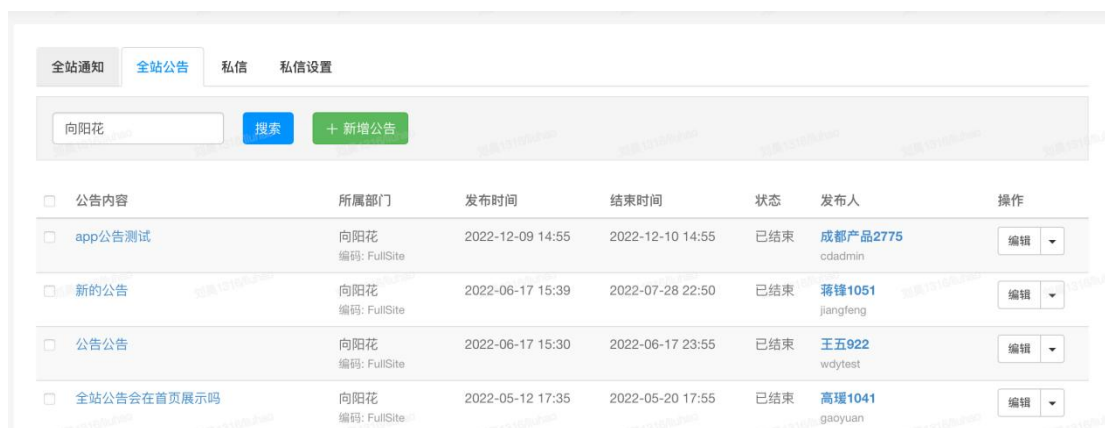 全站通知 全站公告 私信 私信设置
向阳花 搜索 + 新增公告
公告内容 所属部门 发布时间 结束时间 状态 发布人 操作
app公告测试 向阳花 2022-12-09 14:55 2022-12-10 14:55 已结束 成都产品2775 编辑
编码: FullSite cdadmin
新的公告 向阳花 2022-06-17 15:39 2022-07-28 22:50 已结束 蒋锋1051 编辑
编码: FullSite jiangfeng
公告公告 向阳花 2022-06-17 15:30 2022-06-17 23:55 已结束 王五922 编辑
编码: FullSite wdytest
全站公告会在首页展示吗 向阳花 2022-05-12 17:35 2022-05-20 17:55 已结束 高瑗1041 编辑
编码: FullSite gaoyuan